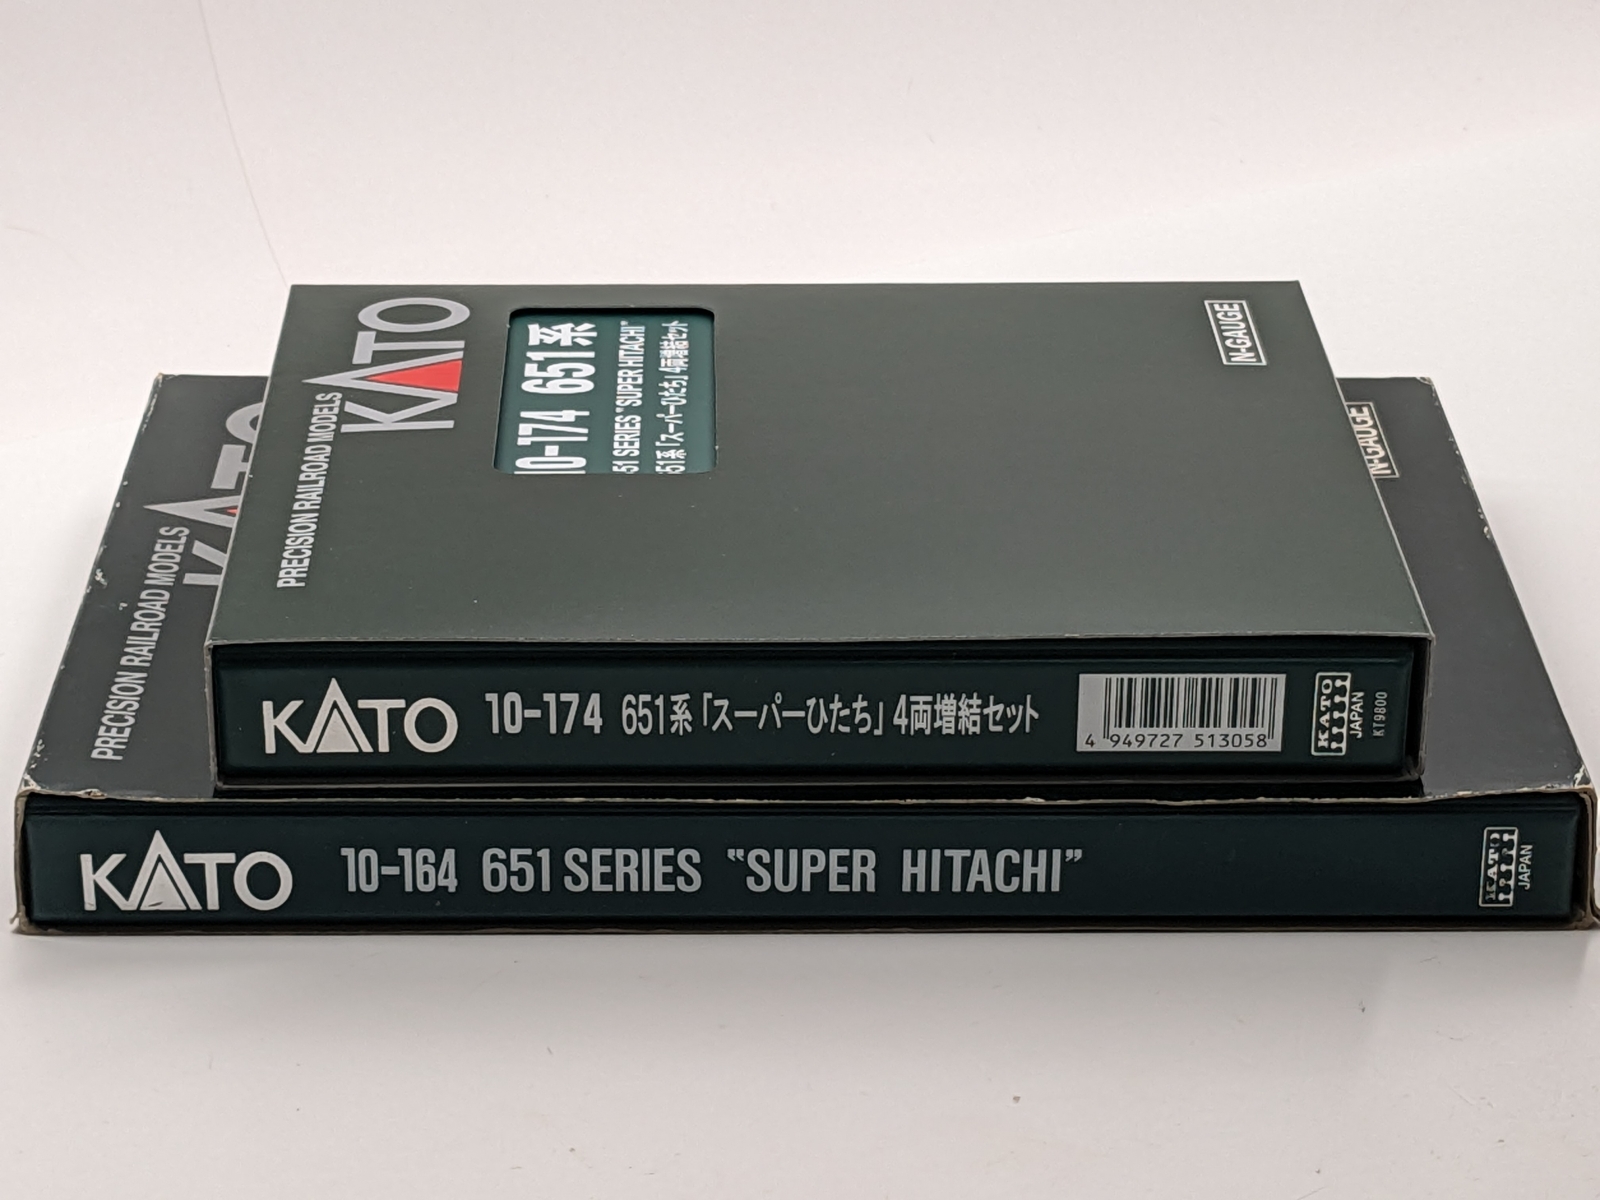 PRECISION RAILROAD MODELS
KATO
10-174 651系
51 SERIES "SUPER HITACHI"
651系「スーパーひたち」4両増結セット
N-GAUGE
PRECISION RAILROAD MODELS
KATO
N-GAUGE
KATO 10-174 651系「スーパーひたち」4両増結セット
4 949727 513058
KATO
JAPAN
KT9800
KATO 10-164 651 SERIES "SUPER HITACHI"
KATO
JAPAN